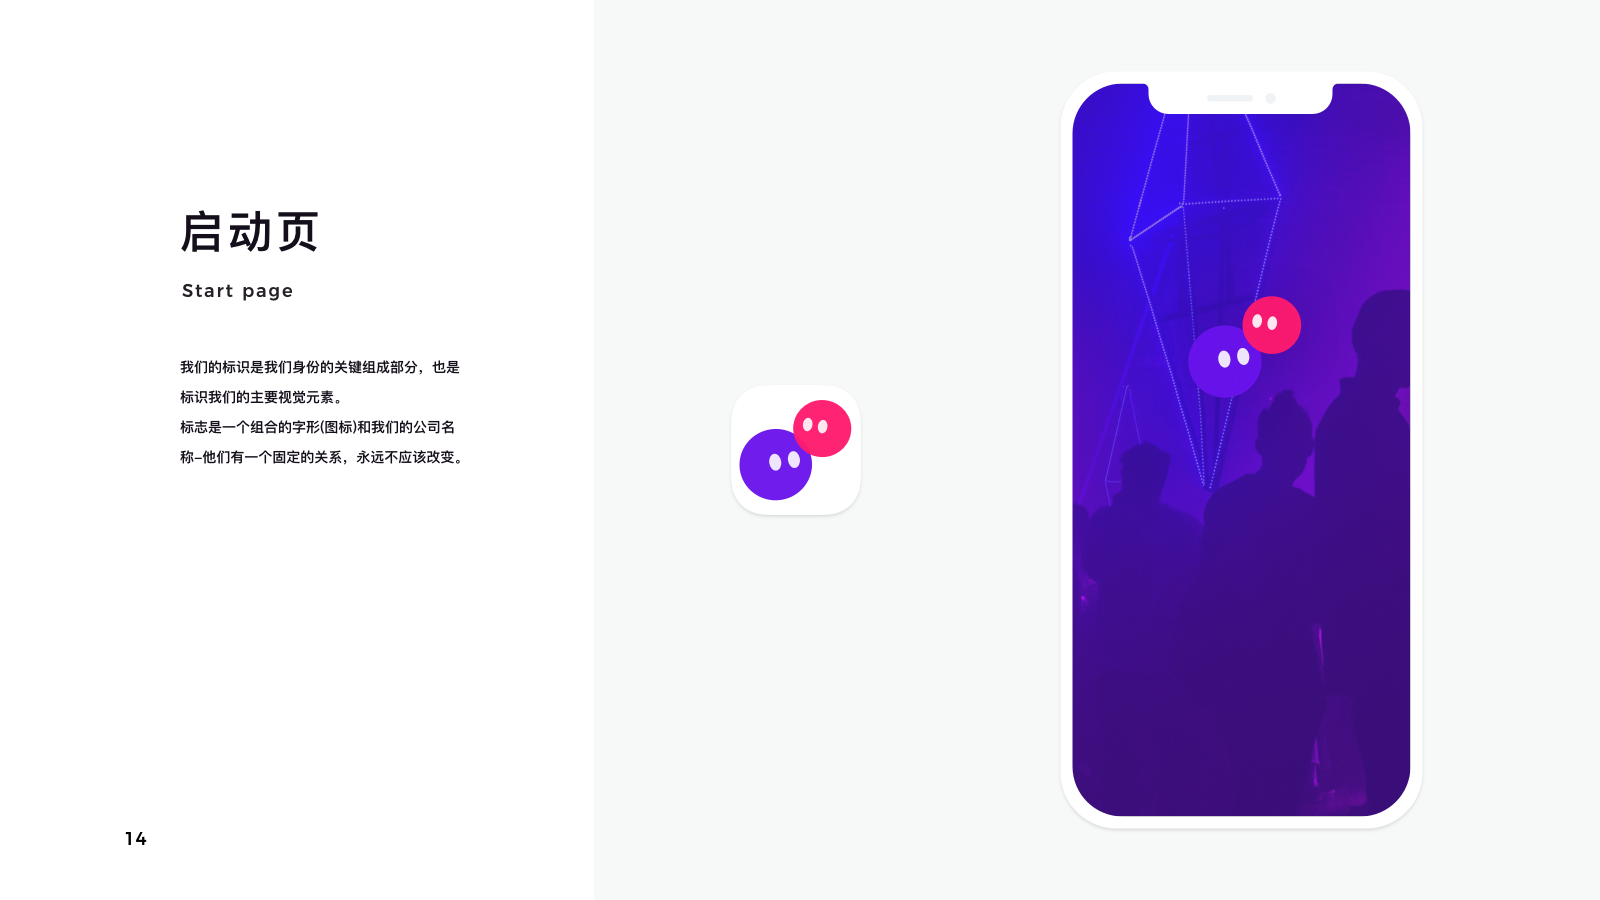 启动页
Start page
我们的标识是我们身份的关键组成部分，也是
标识我们的主要视觉元素。
标志是一个组合的字形(图标)和我们的公司名
称–他们有一个固定的关系，永远不应该改变。
14